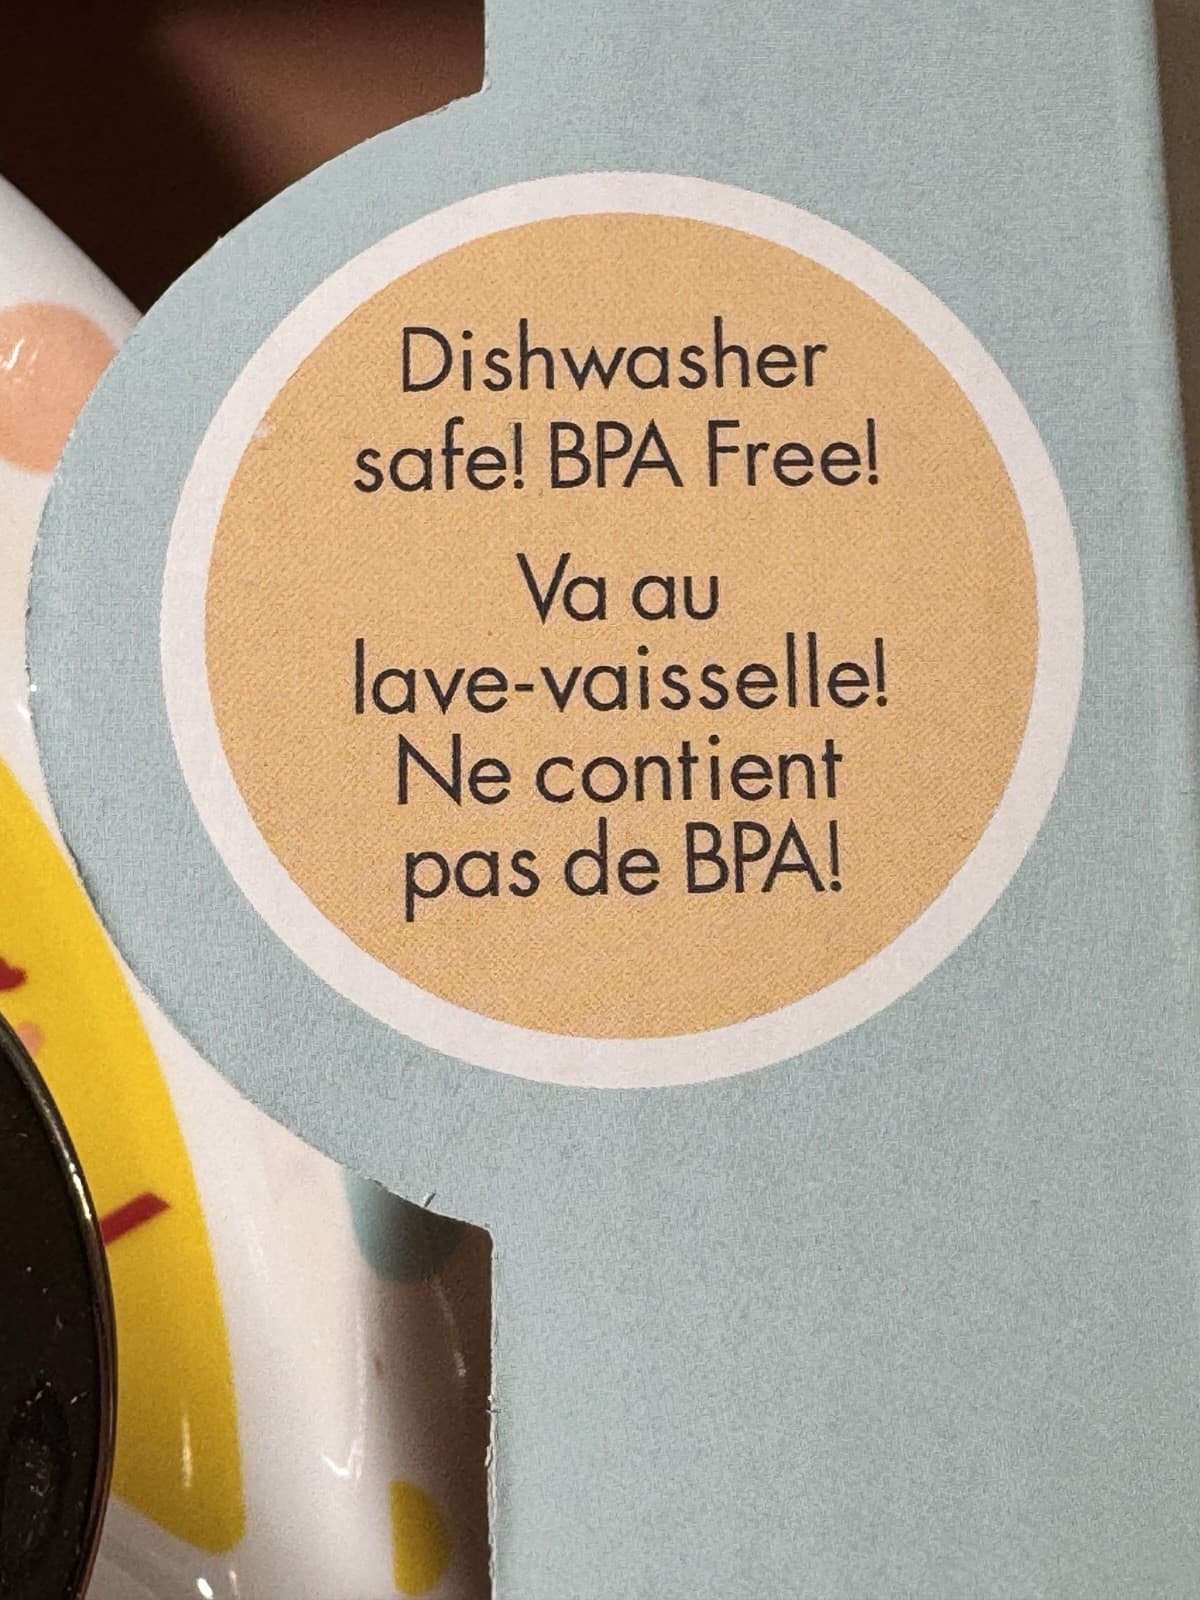 Dishwasher
safe! BPA Free!
Va au
lave-vaisselle!
Ne contient
pas de BPA!